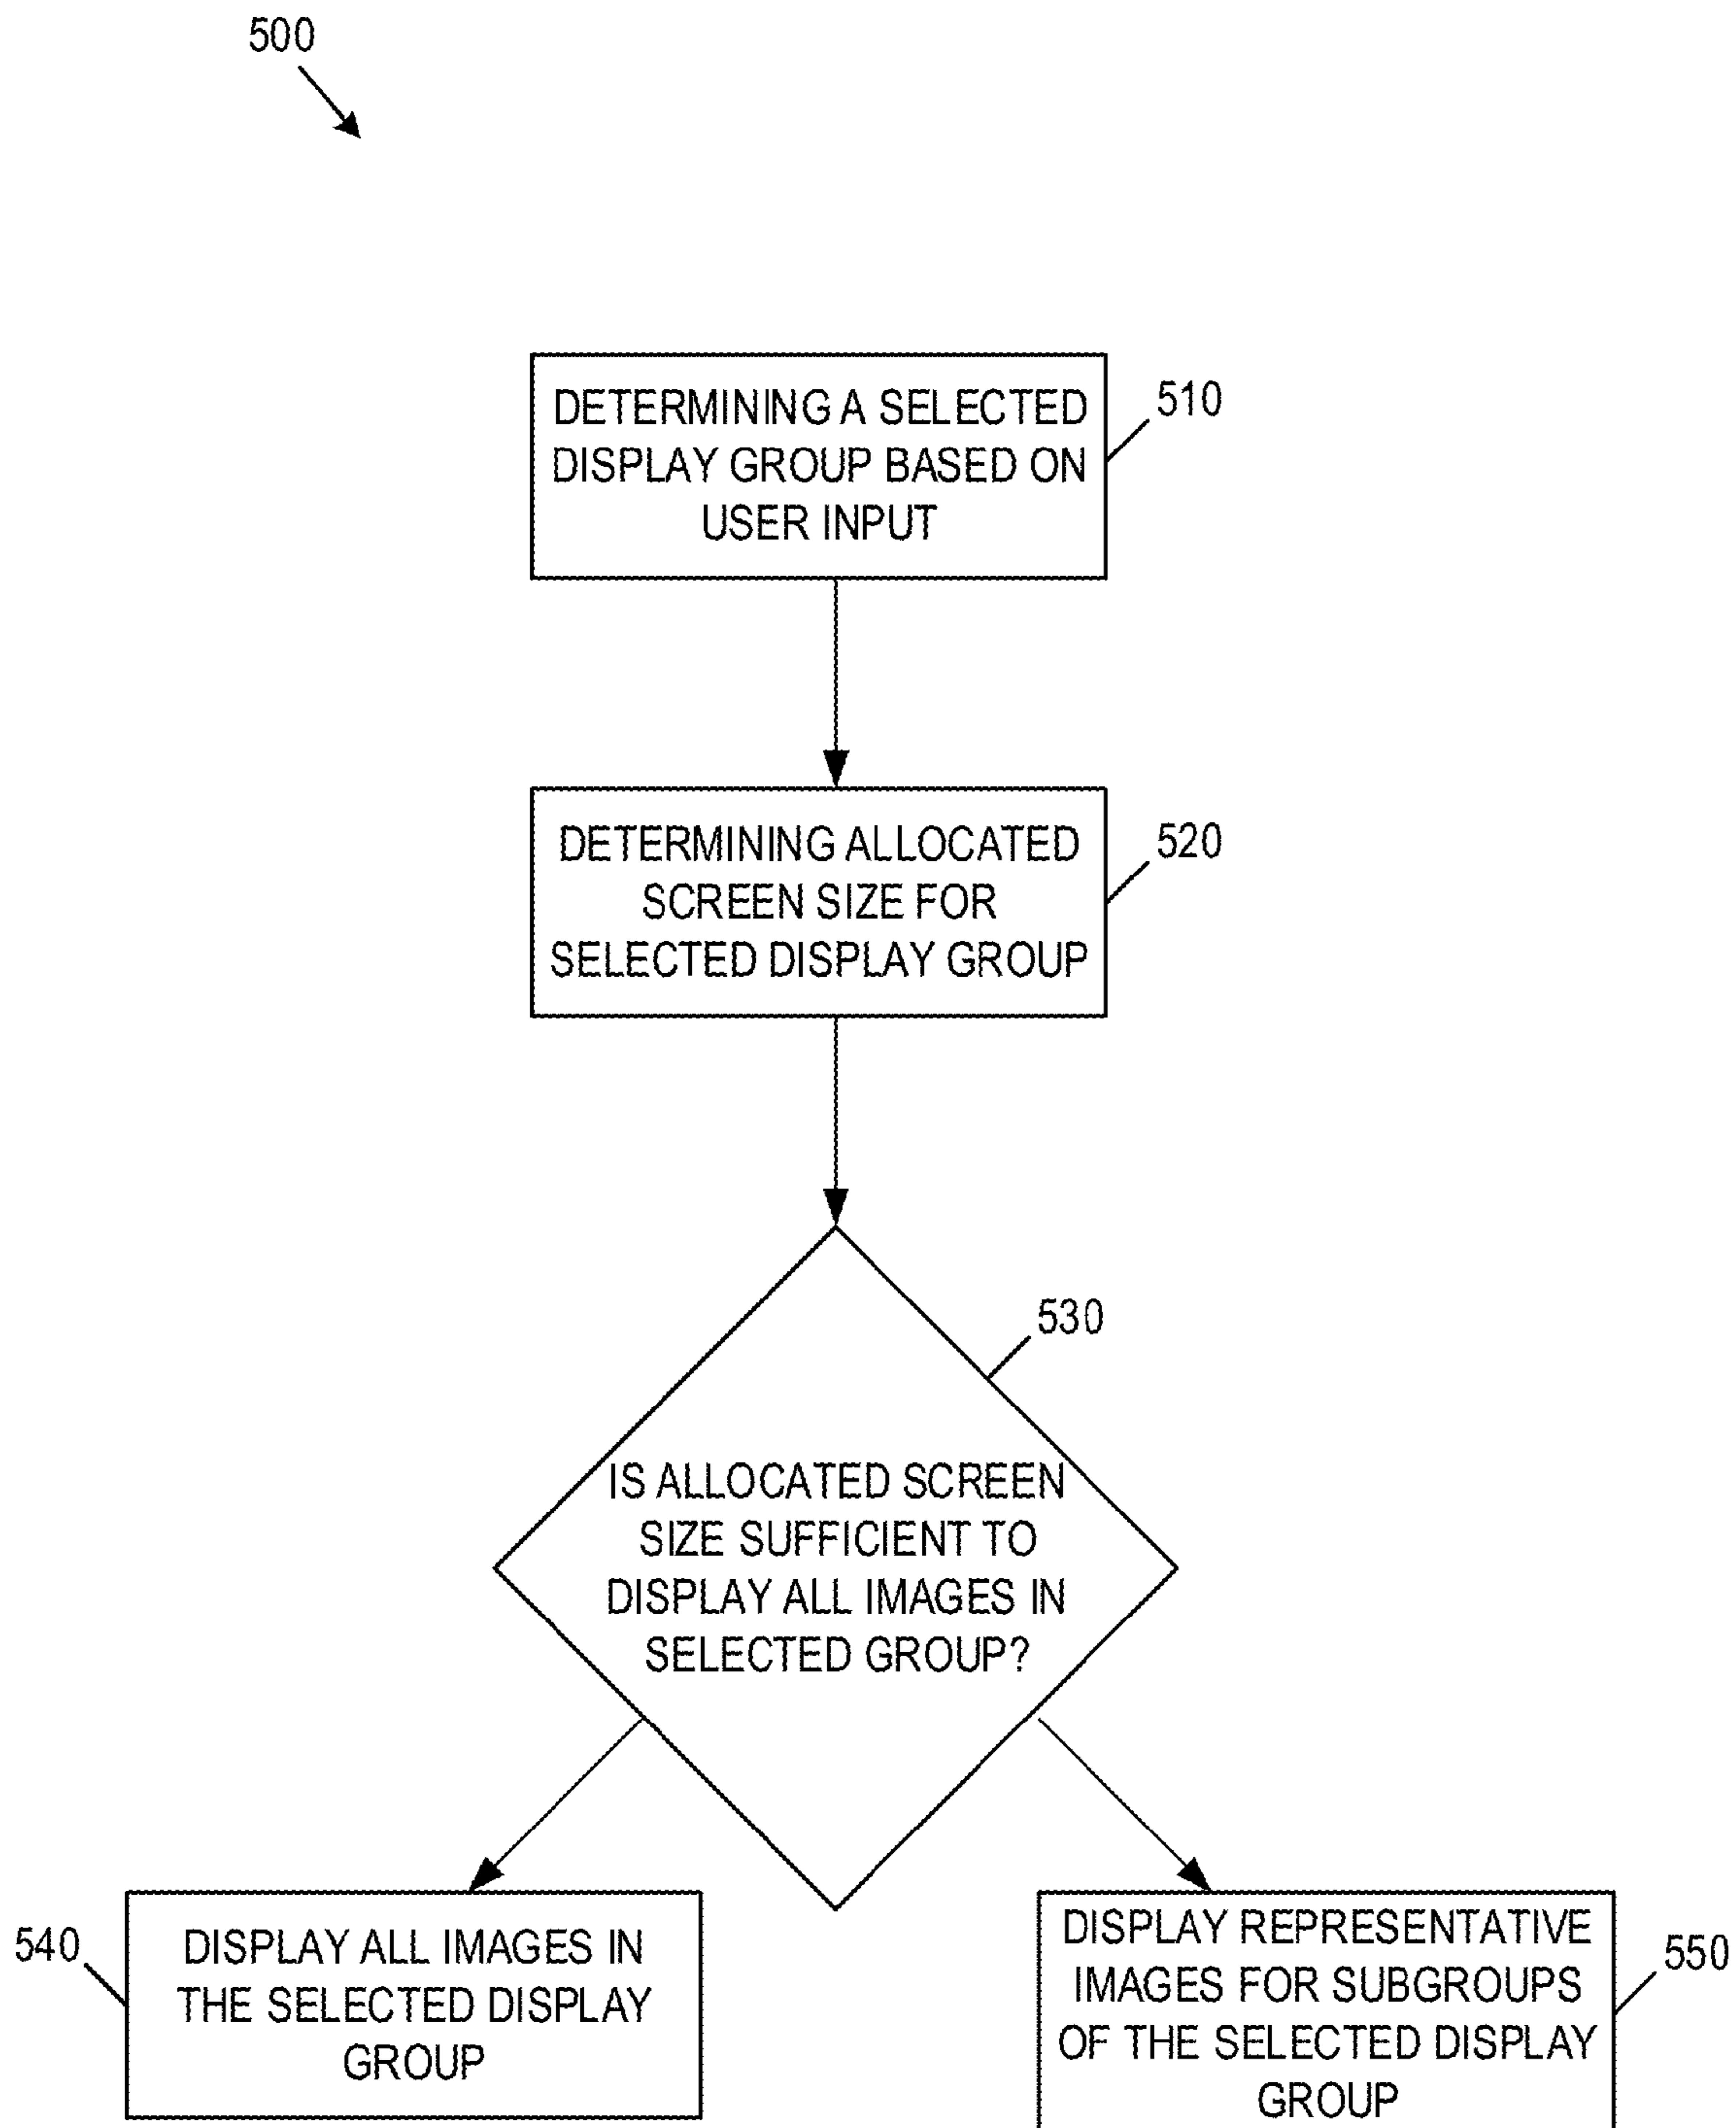 500
DETERMINING A SELECTED
DISPLAY GROUP BASED ON
USER INPUT
510
DETERMINING ALLOCATED
SCREEN SIZE FOR
SELECTED DISPLAY GROUP
520
530
IS ALLOCATED SCREEN
SIZE SUFFICIENT TO
DISPLAY ALL IMAGES IN
SELECTED GROUP?
540
DISPLAY ALL IMAGES IN
THE SELECTED DISPLAY
GROUP
DISPLAY REPRESENTATIVE
IMAGES FOR SUBGROUPS
OF THE SELECTED DISPLAY
GROUP
550